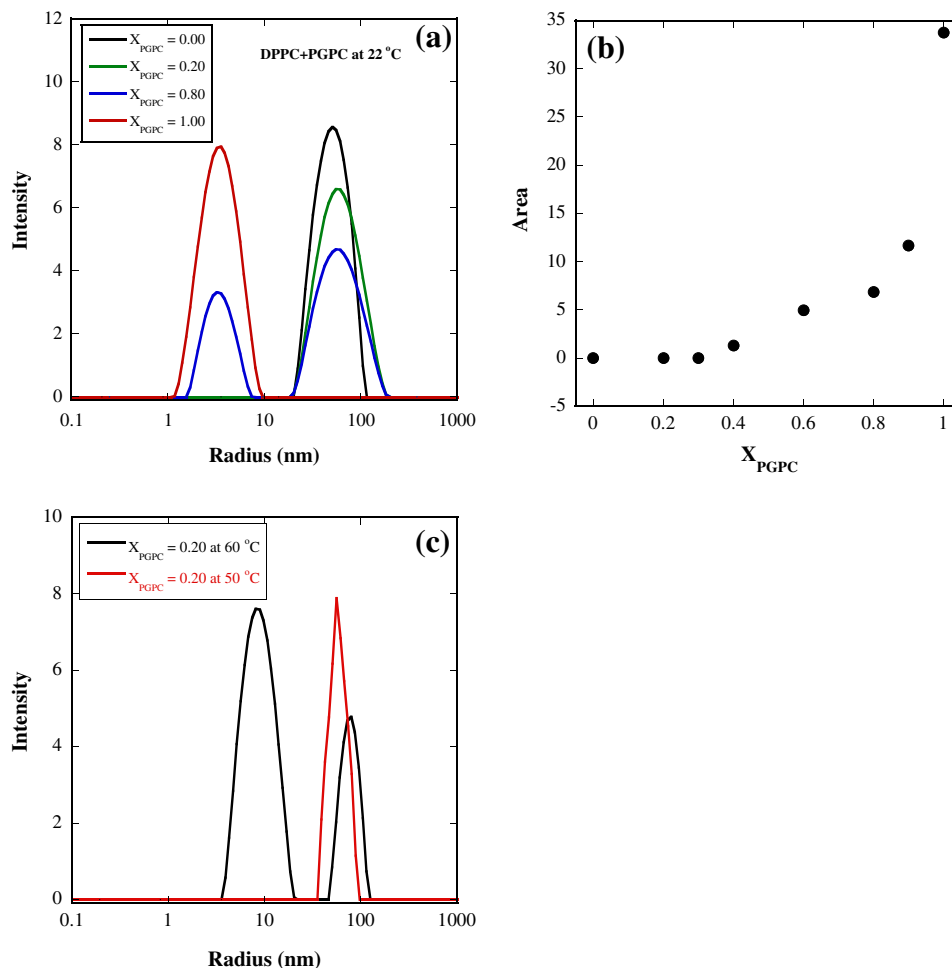 (a)
DPPC+PGPC at 22 °C
X_PGPC = 0.00
X_PGPC = 0.20
X_PGPC = 0.80
X_PGPC = 1.00
12
10
8
6
4
2
0
Intensity
0.1 1 10 100 1000
Radius (nm)
(b)
35
30
25
20
15
10
5
0
-5
Area
0 0.2 0.4 0.6 0.8 1
X_PGPC
(c)
X_PGPC = 0.20 at 60 °C
X_PGPC = 0.20 at 50 °C
10
8
6
4
2
0
Intensity
0.1 1 10 100 1000
Radius (nm)